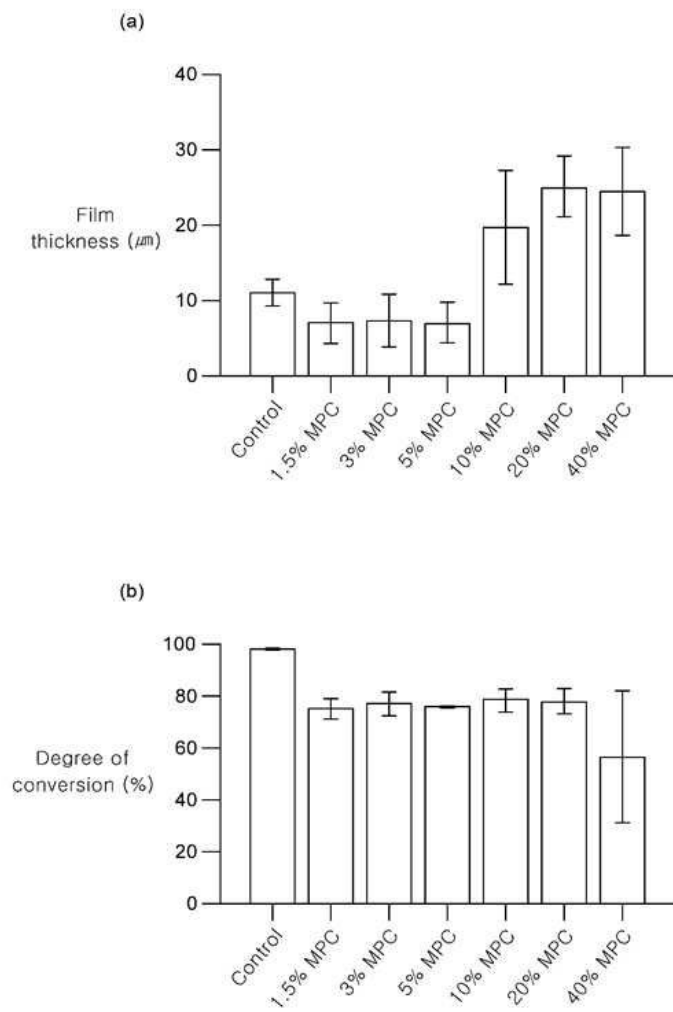 (a)
40
30
20
10
0
Film
thickness (㎛)
Control
1.5% MPC
3% MPC
5% MPC
10% MPC
20% MPC
40% MPC
(b)
100
80
60
40
20
0
Degree of
conversion (%)
Control
1.5% MPC
3% MPC
5% MPC
10% MPC
20% MPC
40% MPC